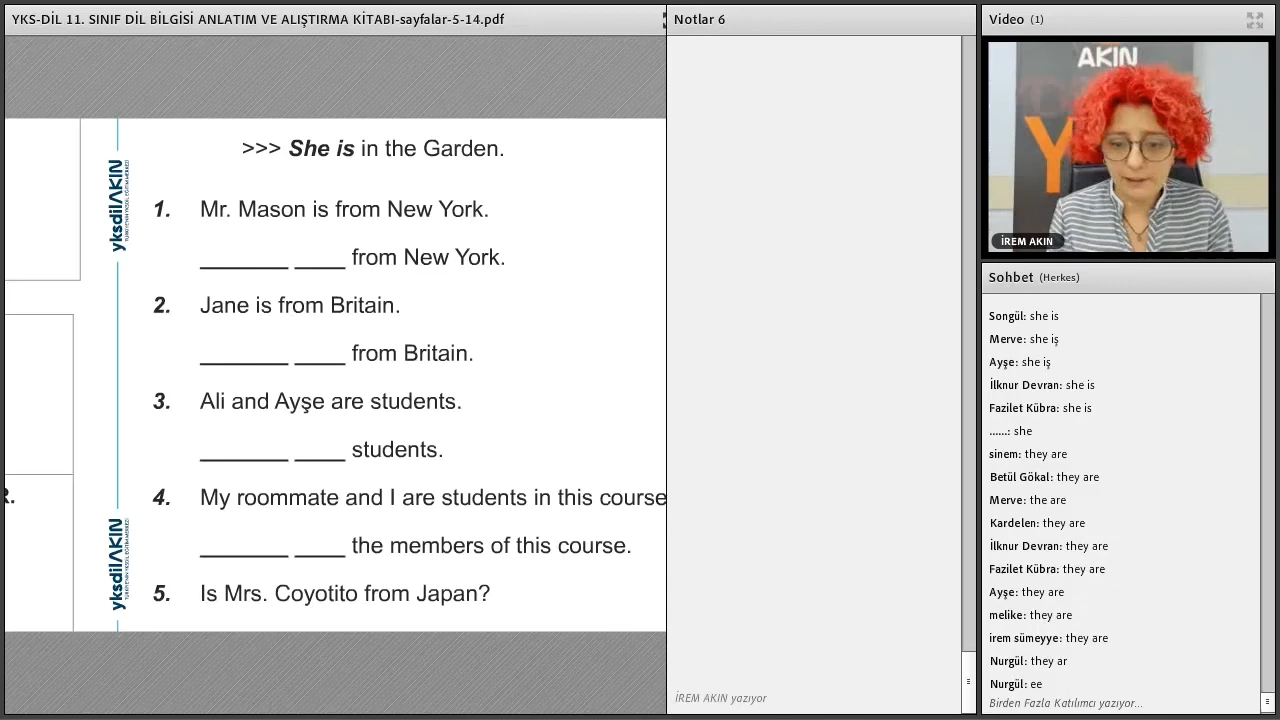 YKS-DİL 11. SINIF DİL BİLGİSİ ANLATIM VE ALIŞTIRMA KİTABI-sayfalar-5-14.pdf
>>> She is in the Garden.
1. Mr. Mason is from New York.
________ ____ from New York.
2. Jane is from Britain.
________ ____ from Britain.
3. Ali and Ayşe are students.
________ ____ students.
4. My roommate and I are students in this course
________ ____ the members of this course.
5. Is Mrs. Coyotito from Japan?
R.
yksdilAKIN
yksdilAKIN
Notlar 6
İREM AKIN yazıyor
Video (1)
AKIN
Y
İREM AKIN
Sohbet (Herkes)
Songül: she is
Merve: she iş
Ayşe: she iş
İlknur Devran: she is
Fazilet Kübra: she is
......: she
sinem: they are
Betül Gökal: they are
Merve: the are
Kardelen: they are
İlknur Devran: they are
Fazilet Kübra: they are
Ayşe: they are
melike: they are
irem sümeyye: they are
Nurgül: they ar
Nurgül: ee
Birden Fazla Katılımcı yazıyor...